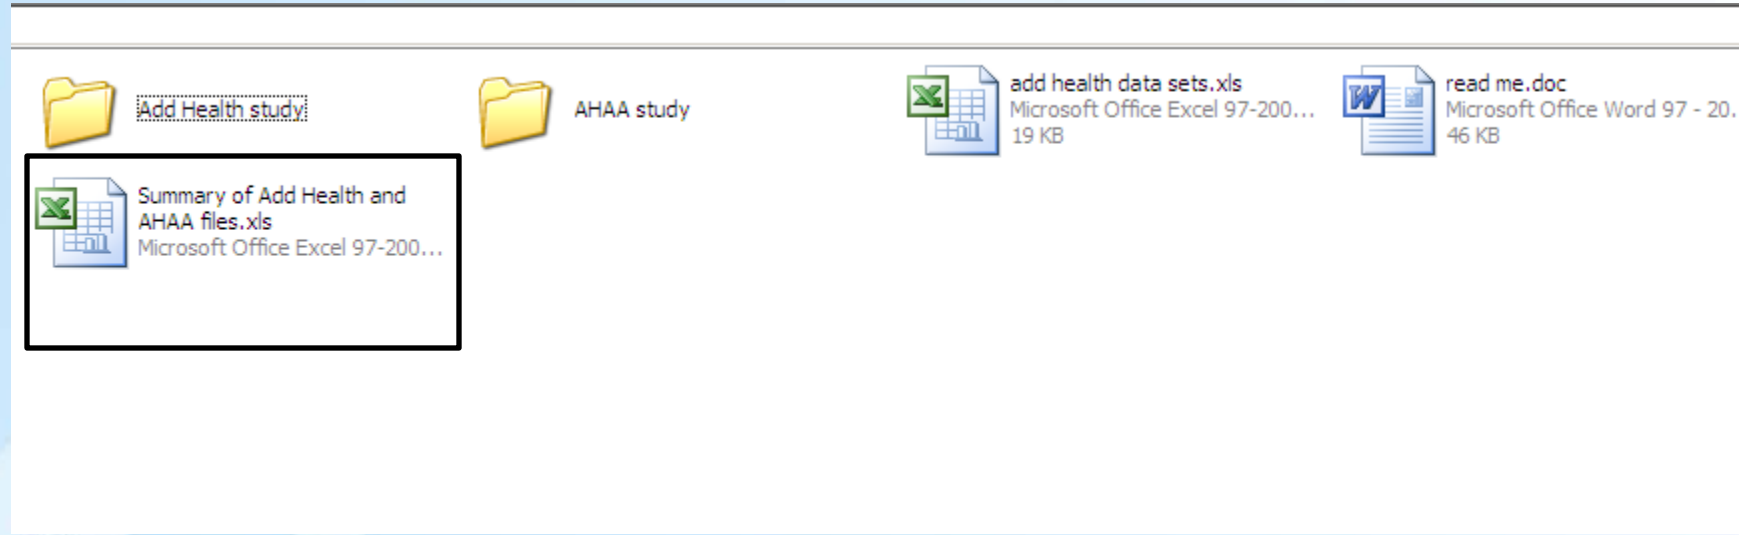 Add Health study
AHAA study
add health data sets.xls
Microsoft Office Excel 97-200...
19 KB
read me.doc
Microsoft Office Word 97 - 20.
46 KB
Summary of Add Health and
AHAA files.xls
Microsoft Office Excel 97-200...